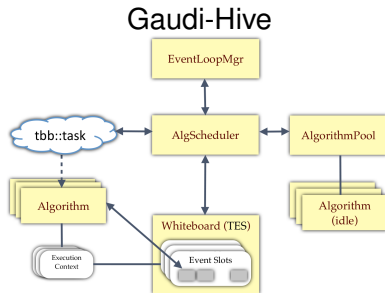 Gaudi-Hive
EventLoopMgr
tbb::task
AlgScheduler
AlgorithmPool
Algorithm
Algorithm
(idle)
Whiteboard (TES)
Execution
Context
Event Slots